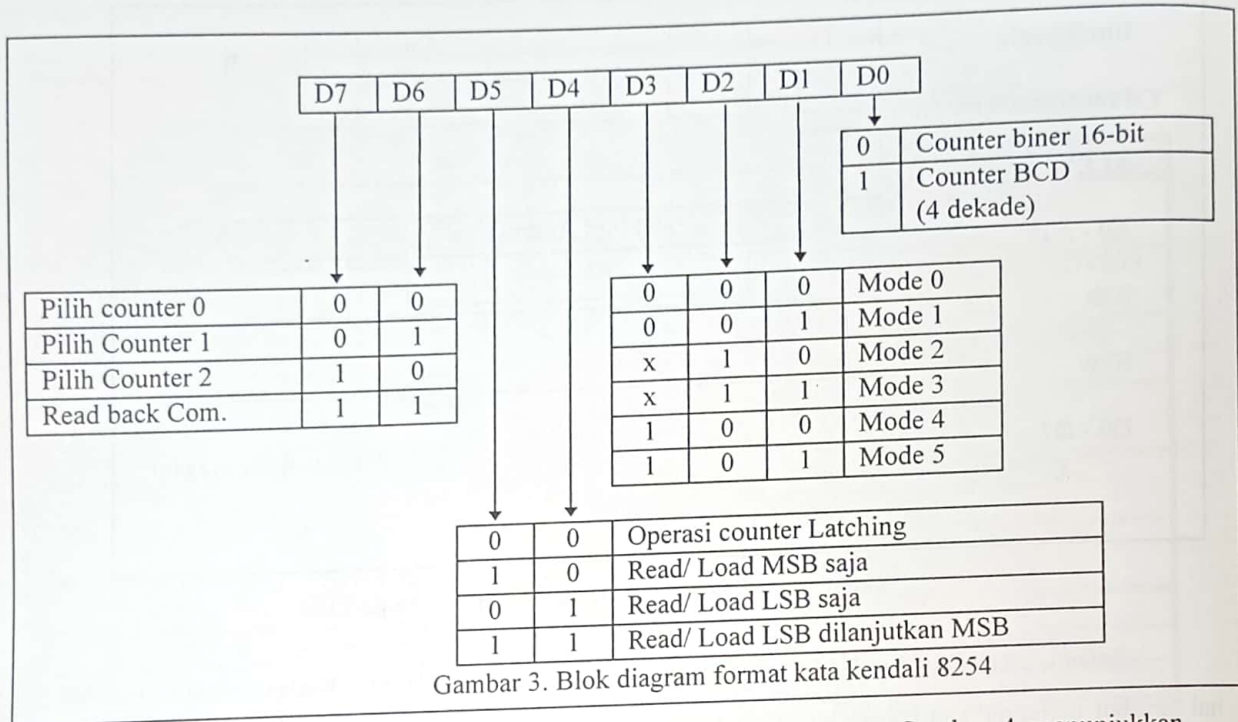 D7 D6 D5 D4 D3 D2 D1 D0
0 Counter biner 16-bit
1 Counter BCD
(4 dekade)
Pilih counter 0 0 0
Pilih Counter 1 0 1
Pilih Counter 2 1 0
Read back Com. 1 1
0 0 0 Mode 0
0 0 1 Mode 1
x 1 0 Mode 2
x 1 1 Mode 3
1 0 0 Mode 4
1 0 1 Mode 5
0 0 Operasi counter Latching
1 0 Read/ Load MSB saja
0 1 Read/ Load LSB saja
1 1 Read/ Load LSB dilanjutkan MSB
Gambar 3. Blok diagram format kata kendali 8254